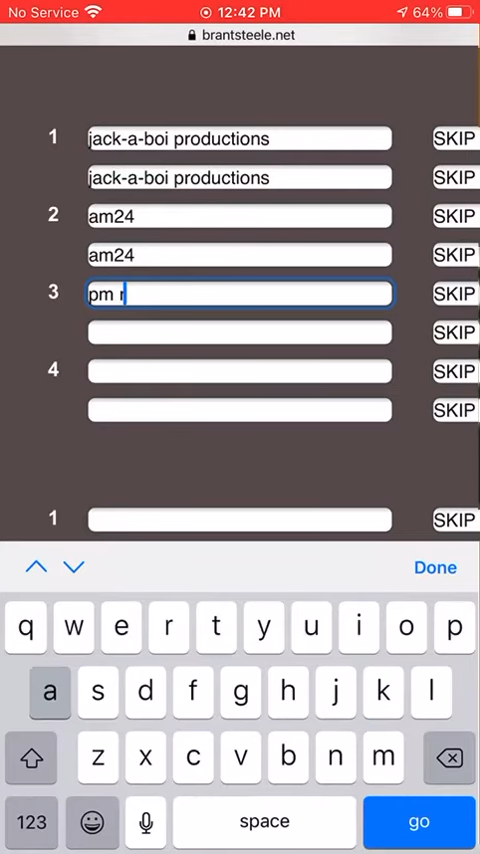 No Service 12:42 PM 64%
brantsteele.net
1 jack-a-boi productions SKIP
jack-a-boi productions SKIP
2 am24 SKIP
am24 SKIP
3 pm r SKIP
SKIP
4 SKIP
SKIP
1 SKIP
Done
q w e r t y u i o p
a s d f g h j k l
z x c v b n m
123 space go